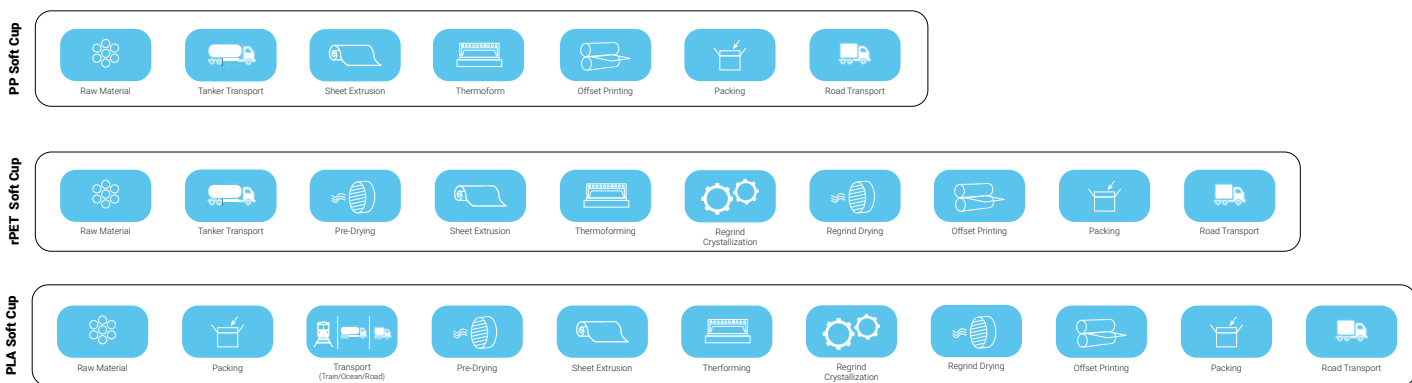 PP Soft Cup
Raw Material
Tanker Transport
Sheet Extrusion
Thermoform
Offset Printing
Packing
Road Transport
rPET Soft Cup
Raw Material
Tanker Transport
Pre-Drying
Sheet Extrusion
Thermoforming
Regrind
Crystallization
Regrind Drying
Offset Printing
Packing
Road Transport
PLA Soft Cup
Raw Material
Packing
Transport
(Train/Ocean/Road)
Pre-Drying
Sheet Extrusion
Therforming
Regrind
Crystallization
Regrind Drying
Offset Printing
Packing
Road Transport